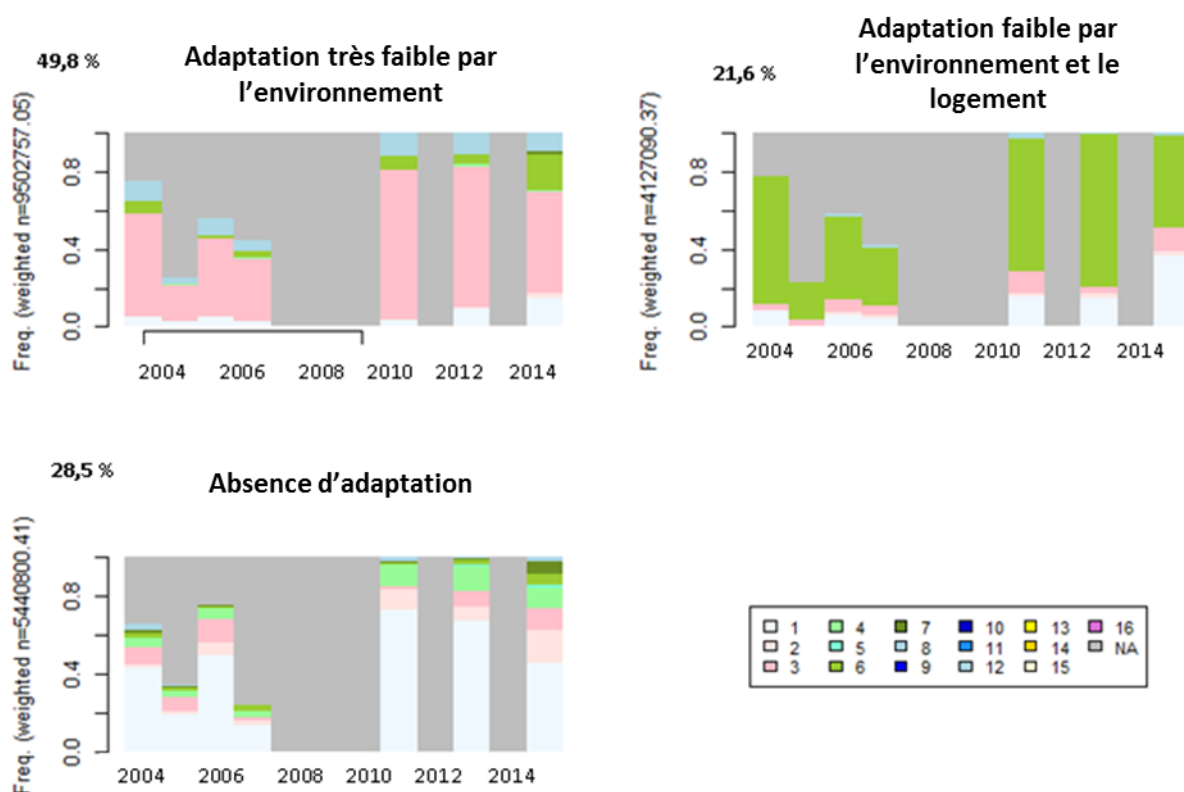 49,8 %
Adaptation très faible par
l’environnement
Freq. (weighted n=9502757.05)
0.8
0.4
0.0
2004 2006 2008 2010 2012 2014
21,6 %
Adaptation faible par
l’environnement et le
logement
Freq. (weighted n=4127090.37)
0.8
0.4
0.0
2004 2006 2008 2010 2012 2014
28,5 %
Absence d’adaptation
Freq. (weighted n=5440800.41)
0.8
0.4
0.0
2004 2006 2008 2010 2012 2014
1 4 7 10 13 16
2 5 8 11 14 NA
3 6 9 12 15